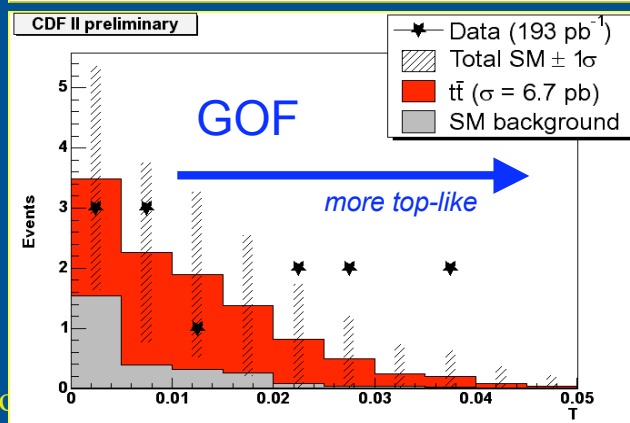 CDF II preliminary
Data (193 pb⁻¹)
Total SM ± 1σ
tt̄ (σ = 6.7 pb)
SM background
GOF
more top-like
Events
5
4
3
2
1
0
0 0.01 0.02 0.03 0.04 0.05
T